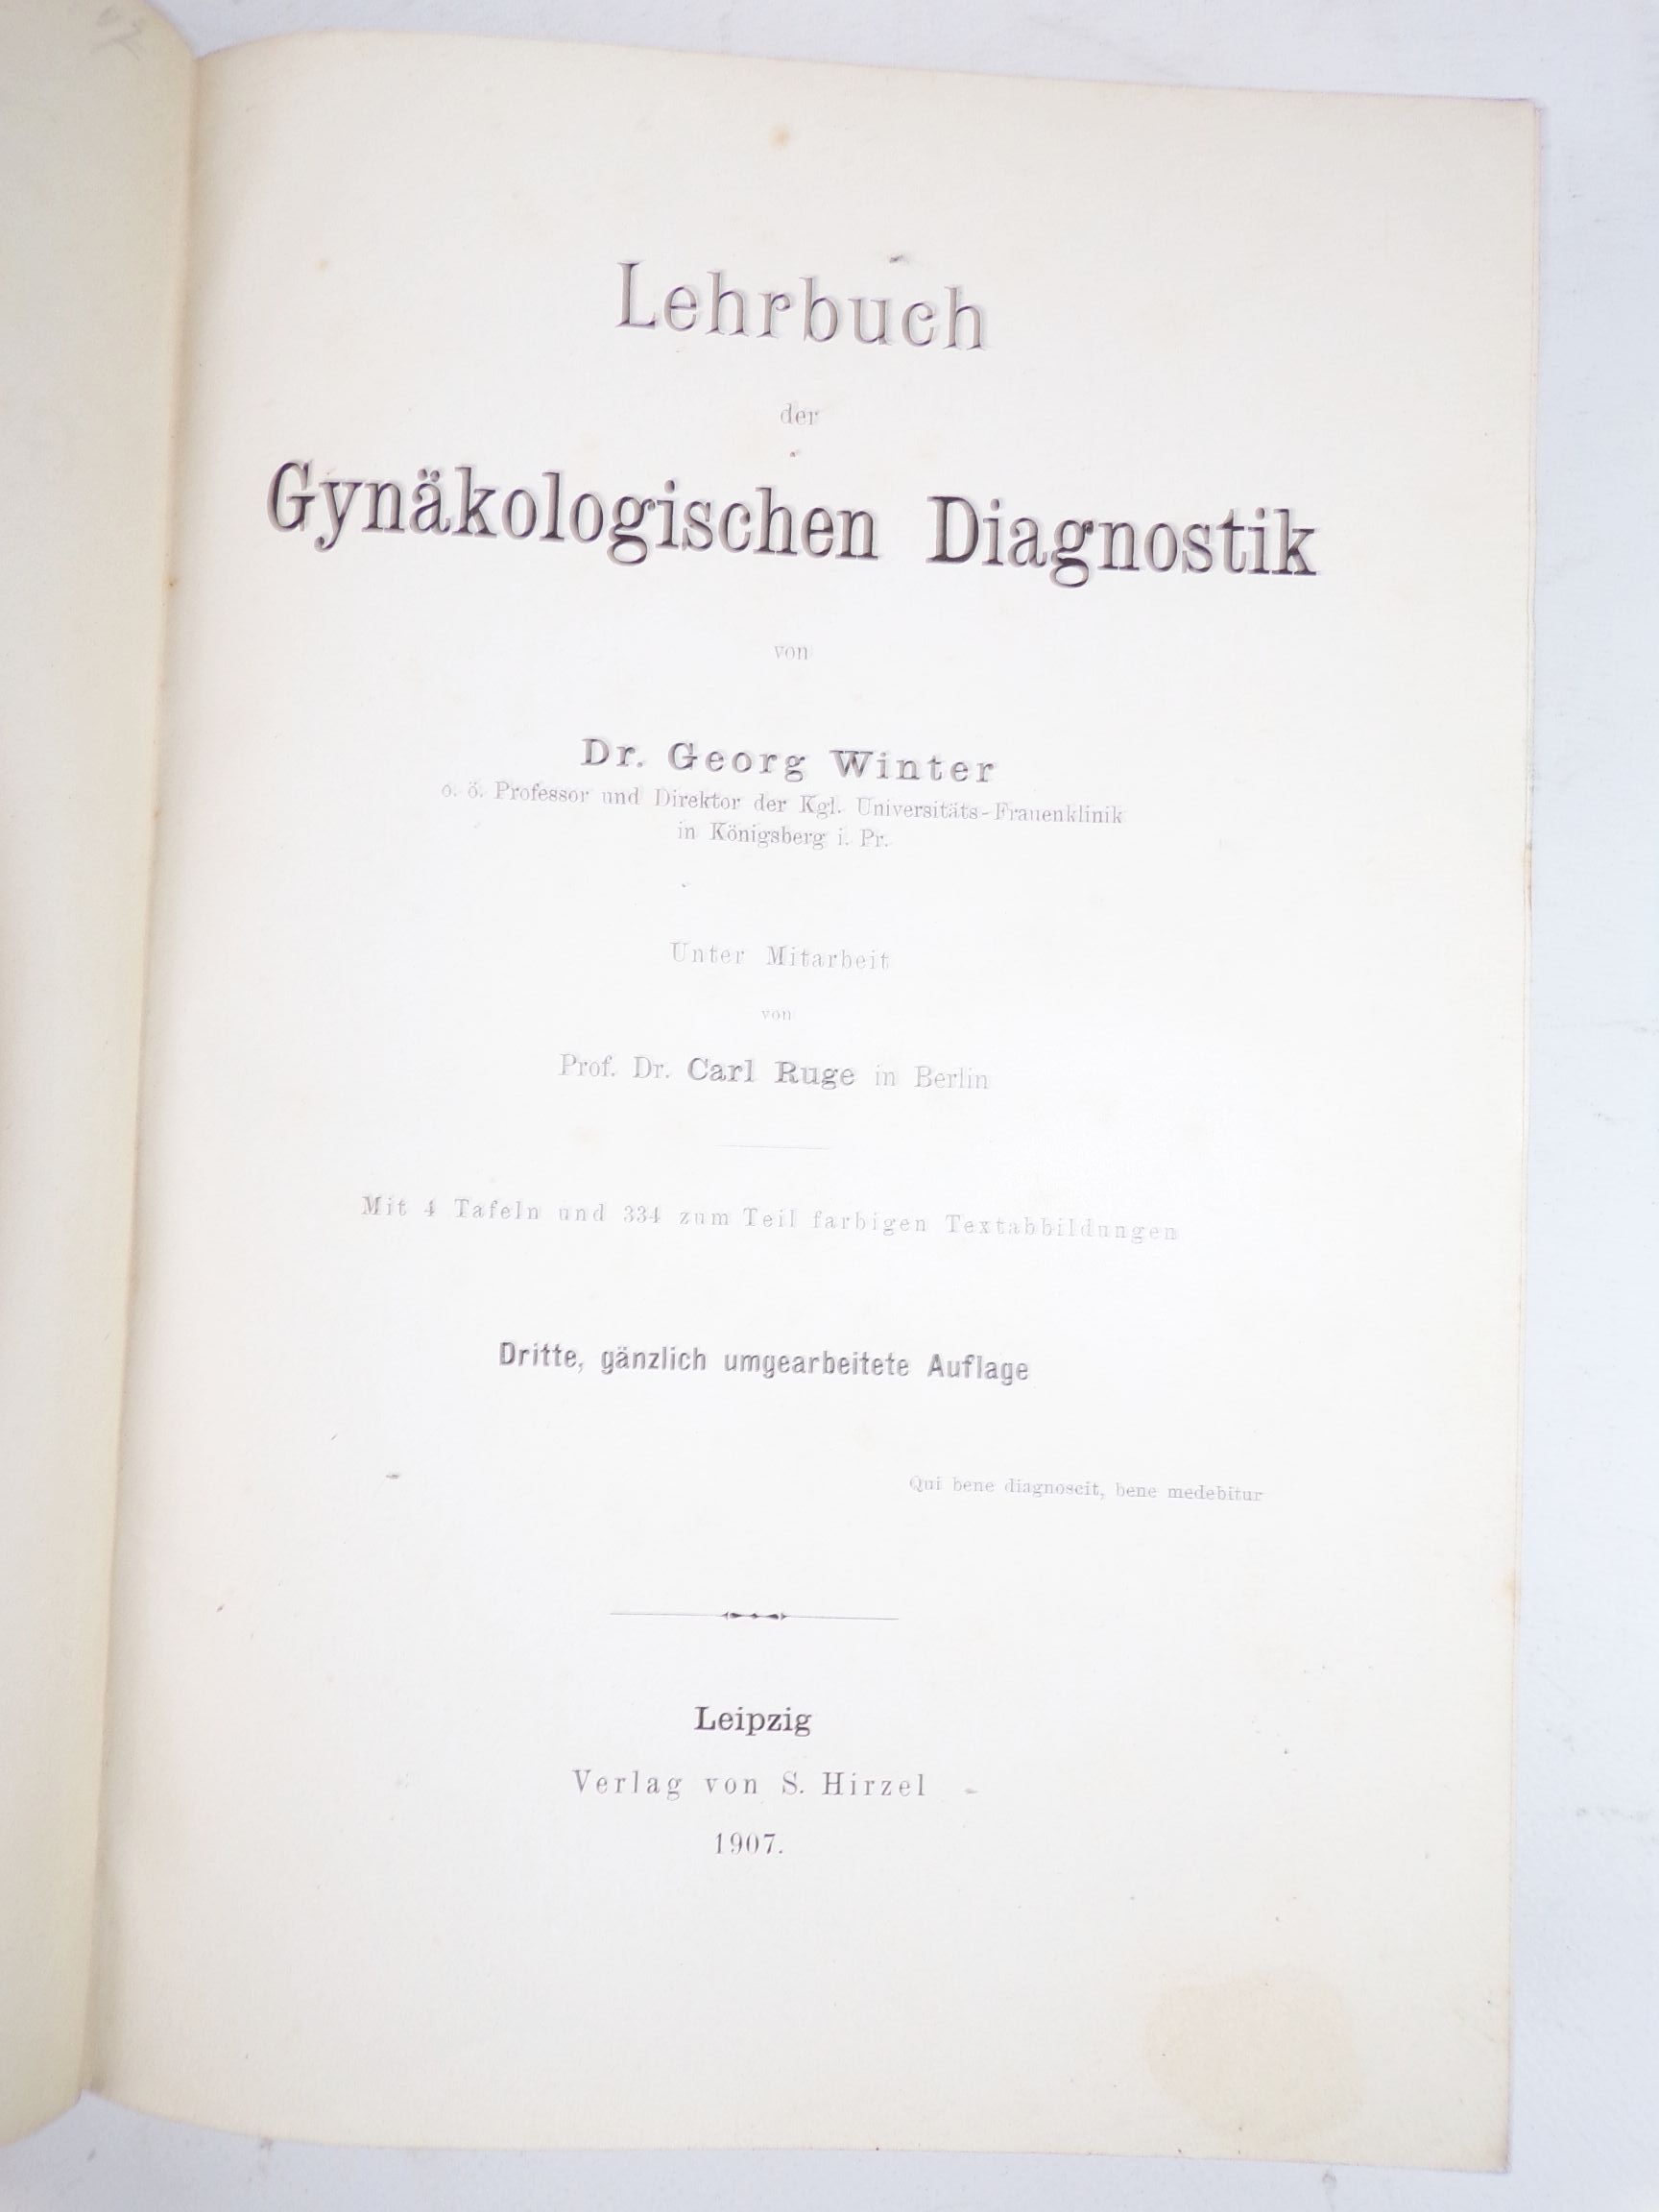 Lehrbuch
der
Gynäkologischen Diagnostik
von
Dr. Georg Winter
o. ö. Professor und Direktor der Kgl. Universitäts-Frauenklinik
in Königsberg i. Pr.
Unter Mitarbeit
von
Prof. Dr. Carl Ruge in Berlin
Mit 4 Tafeln und 334 zum Teil farbigen Textabbildungen
Dritte, gänzlich umgearbeitete Auflage
Qui bene diagnoscit, bene medebitur
Leipzig
Verlag von S. Hirzel
1907.